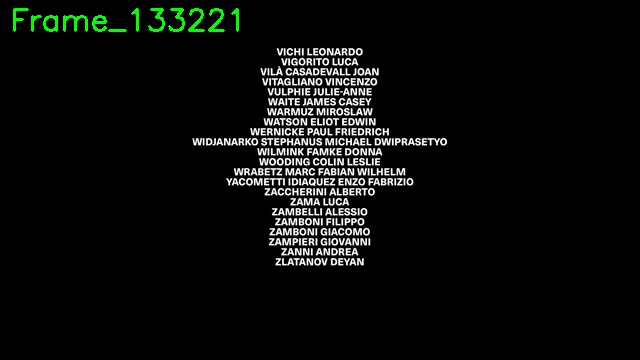 Frame_133221
VICHI LEONARDO
VIGORITO LUCA
VILÀ CASADEVALL JOAN
VITAGLIANO VINCENZO
VULPHIE JULIE-ANNE
WAITE JAMES CASEY
WARMUZ MIROSLAW
WATSON ELIOT EDWIN
WERNICKE PAUL FRIEDRICH
WIDJANARKO STEPHANUS MICHAEL DWIPRASETYO
WILMINK FAMKE DONNA
WOODING COLIN LESLIE
WRABETZ MARC FABIAN WILHELM
YACOMETTI IDIAQUEZ ENZO FABRIZIO
ZACCHERINI ALBERTO
ZAMA LUCA
ZAMBELLI ALESSIO
ZAMBONI FILIPPO
ZAMBONI GIACOMO
ZAMPIERI GIOVANNI
ZANNI ANDREA
ZLATANOV DEYAN